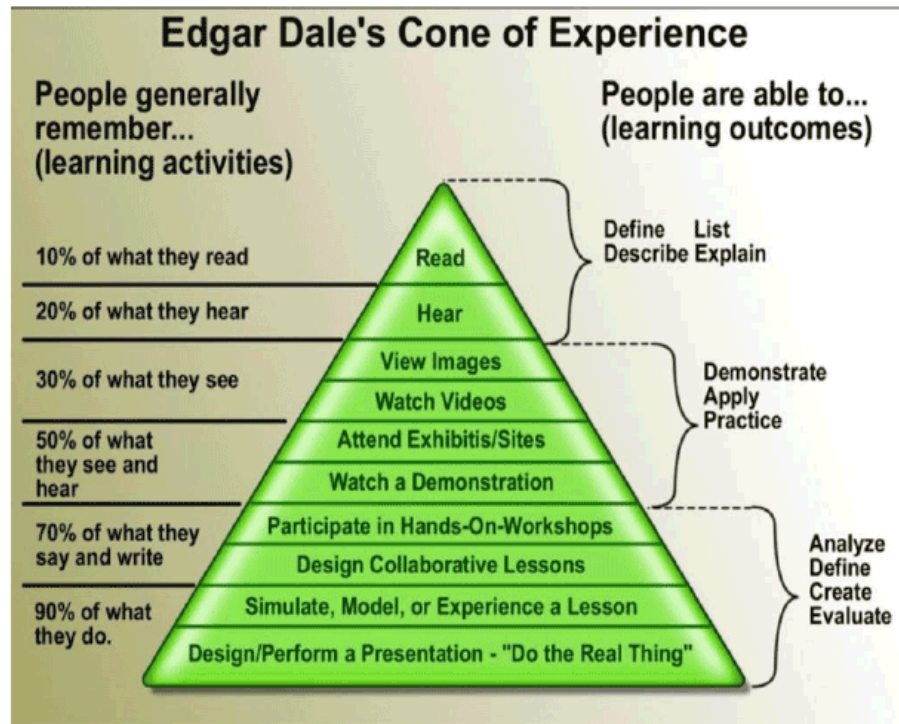 Edgar Dale's Cone of Experience
People generally
remember...
(learning activities)
People are able to...
(learning outcomes)
10% of what they read
20% of what they hear
30% of what they see
50% of what
they see and
hear
70% of what they
say and write
90% of what
they do.
Read
Hear
View Images
Watch Videos
Attend Exhibitis/Sites
Watch a Demonstration
Participate in Hands-On-Workshops
Design Collaborative Lessons
Simulate, Model, or Experience a Lesson
Design/Perform a Presentation - "Do the Real Thing"
Define List
Describe Explain
Demonstrate
Apply
Practice
Analyze
Define
Create
Evaluate